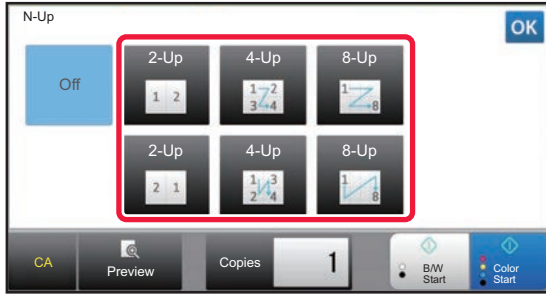 N-Up
OK
Off
2-Up
4-Up
8-Up
1 2
1 2
3 4
1
8
2-Up
4-Up
8-Up
2 1
1 3
2 4
1
8
CA
Preview
Copies
1
B/W
Start
Color
Start